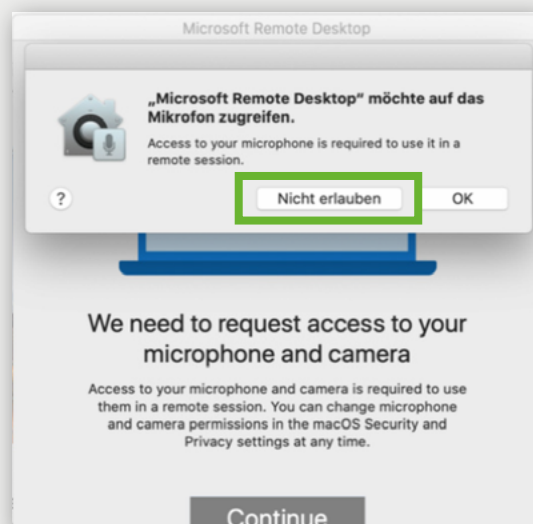 Microsoft Remote Desktop
„Microsoft Remote Desktop“ möchte auf das
Mikrofon zugreifen.
Access to your microphone is required to use it in a
remote session.
?
Nicht erlauben
OK
We need to request access to your
microphone and camera
Access to your microphone and camera is required to use
them in a remote session. You can change microphone
and camera permissions in the macOS Security and
Privacy settings at any time.
Continue